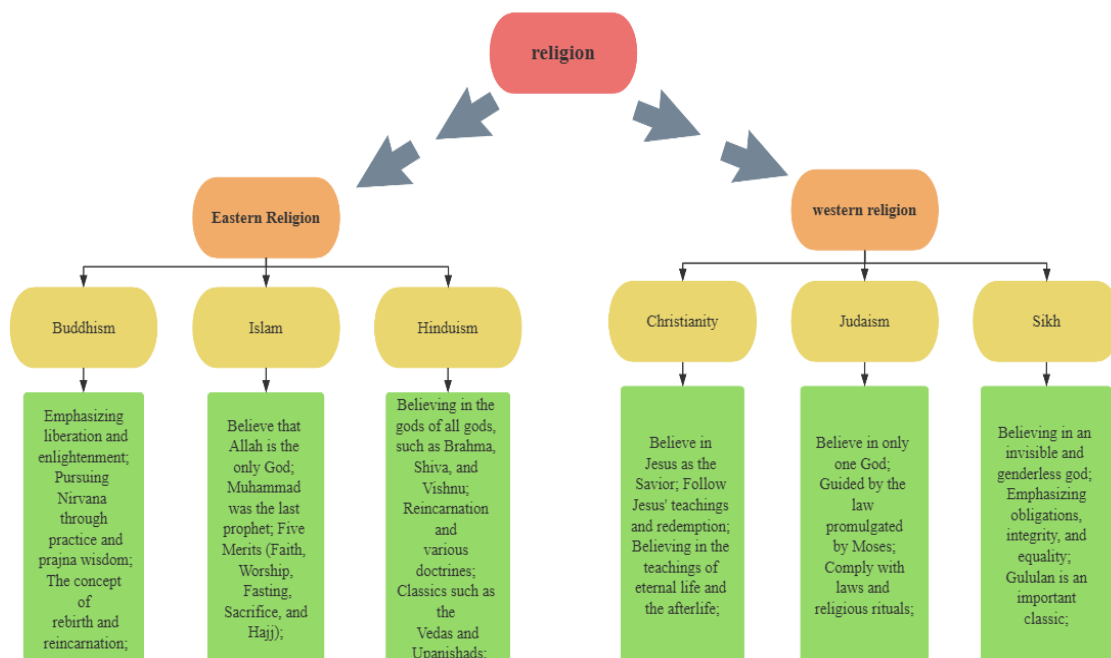 religion
Eastern Religion
western religion
Buddhism
Islam
Hinduism
Christianity
Judaism
Sikh
Emphasizing
liberation and
enlightenment;
Pursuing
Nirvana
through
practice and
prajna wisdom;
The concept
of
rebirth and
reincarnation;
Believe that
Allah is the
only God;
Muhammad
was the last
prophet; Five
Merits (Faith,
Worship,
Fasting,
Sacrifice, and
Hajj);
Believing in the
gods of all gods,
such as Brahma,
Shiva, and
Vishnu;
Reincarnation
and
various
doctrines;
Classics such as
the
Vedas and
Upanishads;
Believe in
Jesus as the
Savior; Follow
Jesus' teachings
and redemption;
Believing in the
teachings of
eternal life and
the afterlife;
Believe in only
one God;
Guided by the
law
promulgated
by Moses;
Comply with
laws and
religious rituals;
Believing in an
invisible and
genderless god;
Emphasizing
obligations,
integrity, and
equality;
Gululan is an
important
classic;